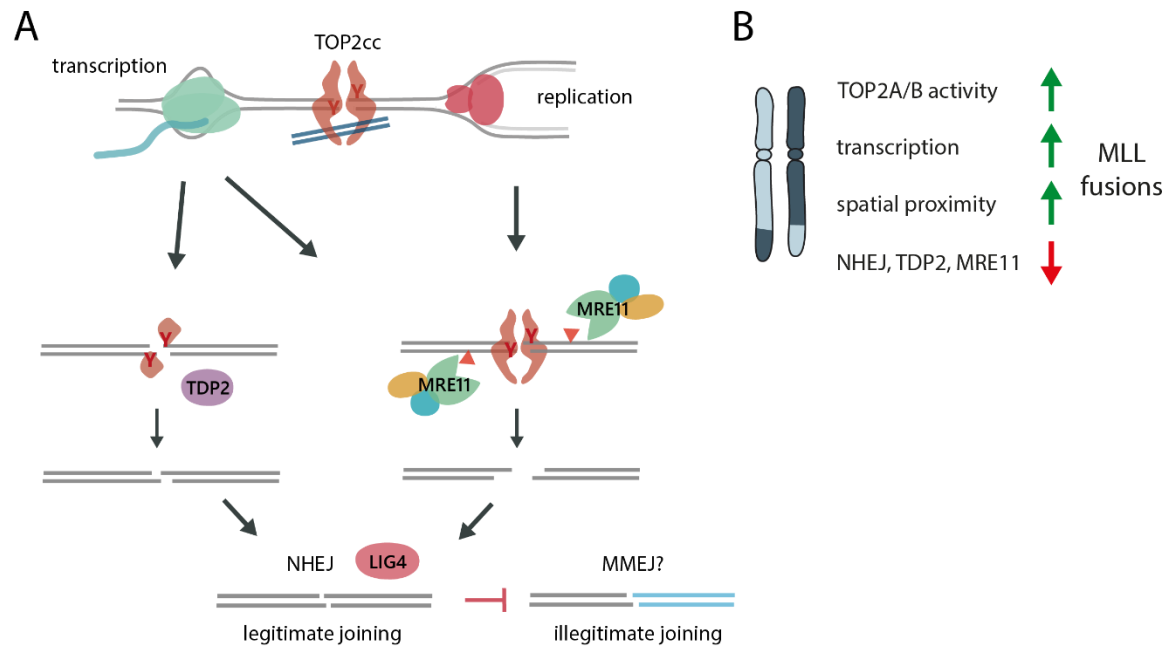 A
B
TOP2cc
transcription
Y
Y
replication
TOP2A/B activity
transcription
spatial proximity
NHEJ, TDP2, MRE11
MLL
fusions
Y
Y
TDP2
MRE11
Y
Y
MRE11
NHEJ
LIG4
MMEJ?
legitimate joining
illegitimate joining